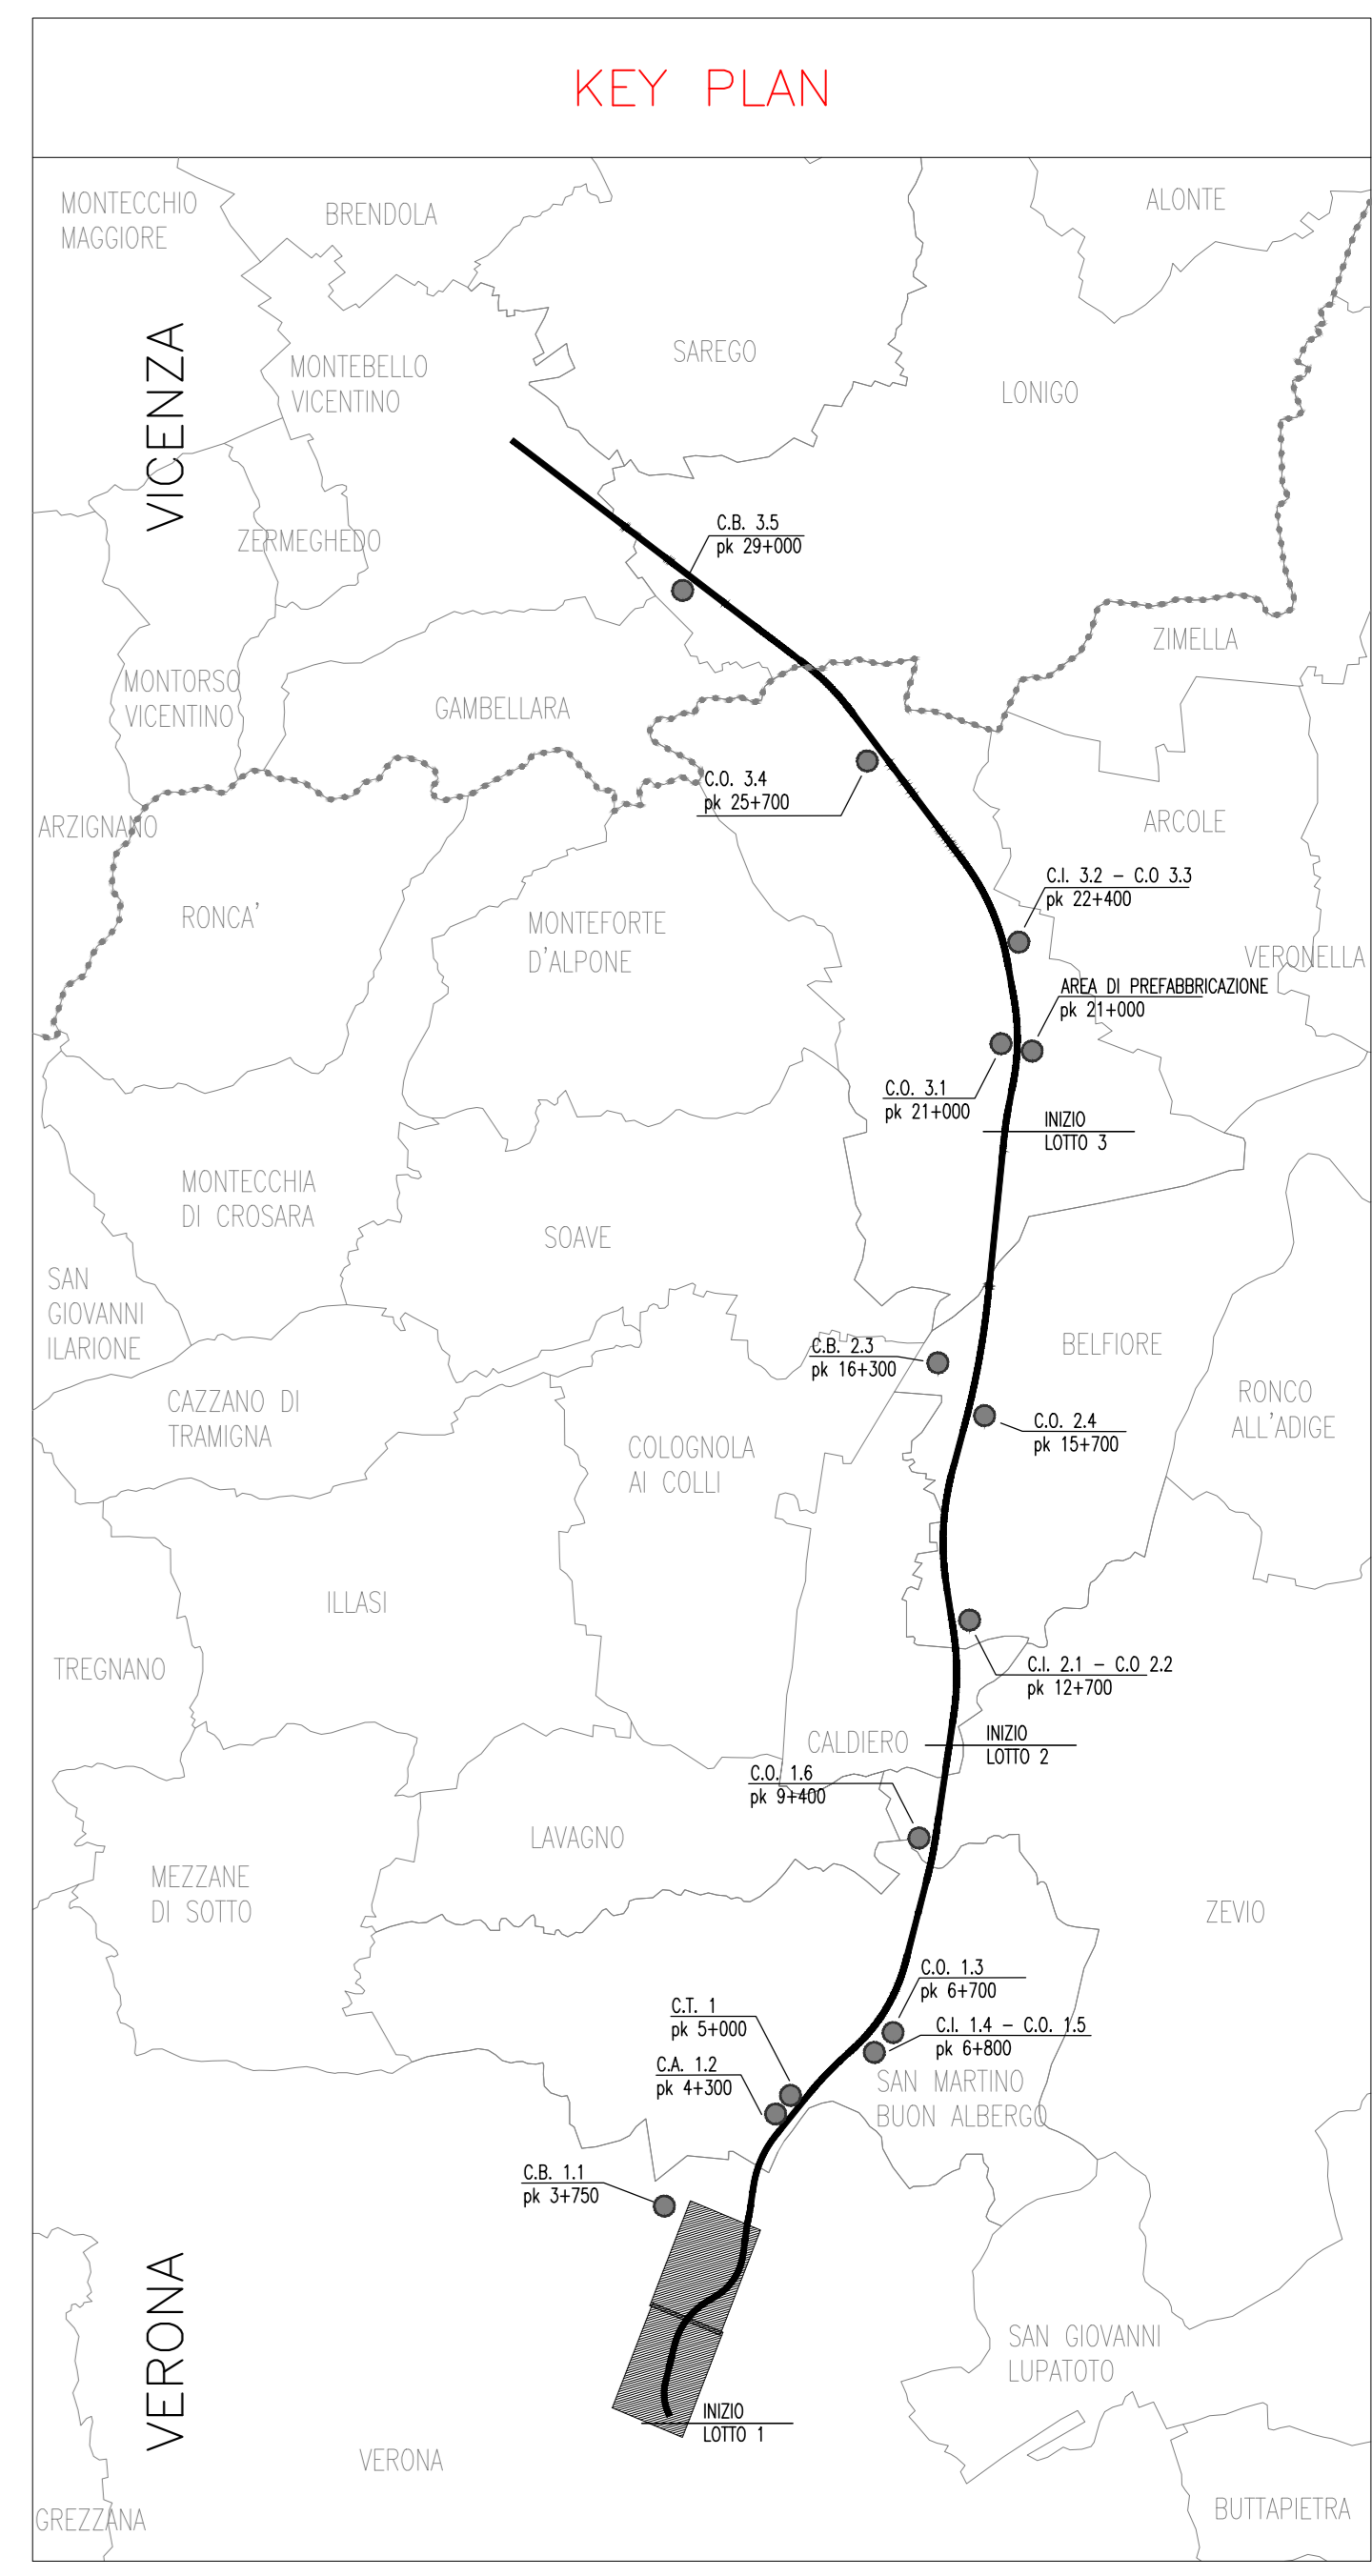 KEY PLAN
MONTECCHIO
MAGGIORE
BRENDOLA
ALONTE
VICENZA
MONTEBELLO
VICENTINO
SAREGO
LONIGO
C.B. 3.5
pk 29+000
ZERMEGHEDO
ZIMELLA
MONTORSO
VICENTINO
GAMBELLARA
C.O. 3.4
pk 25+700
ARZIGNANO
ARCOLE
C.I. 3.2 - C.O 3.3
pk 22+400
RONCA'
MONTEFORTE
D'ALPONE
VERONELLA
AREA DI PREFABBRICAZIONE
pk 21+000
C.O. 3.1
pk 21+000
INIZIO
LOTTO 3
MONTECCHIA
DI CROSARA
SOAVE
SAN
GIOVANNI
ILARIONE
C.B. 2.3
pk 16+300
BELFIORE
CAZZANO DI
TRAMIGNA
RONCO
ALL'ADIGE
C.O. 2.4
pk 15+700
COLOGNOLA
AI COLLI
ILLASI
TREGNANO
C.I. 2.1 - C.O 2.2
pk 12+700
CALDIERO
INIZIO
LOTTO 2
C.O. 1.6
pk 9+400
LAVAGNO
MEZZANE
DI SOTTO
ZEVIO
C.O. 1.3
pk 6+700
C.T. 1
pk 5+000
C.I. 1.4 - C.O. 1.5
pk 6+800
C.A. 1.2
pk 4+300
SAN MARTINO
BUON ALBERGO
C.B. 1.1
pk 3+750
VERONA
SAN GIOVANNI
LUPATOTO
INIZIO
LOTTO 1
VERONA
GREZZANA
BUTTAPIETRA